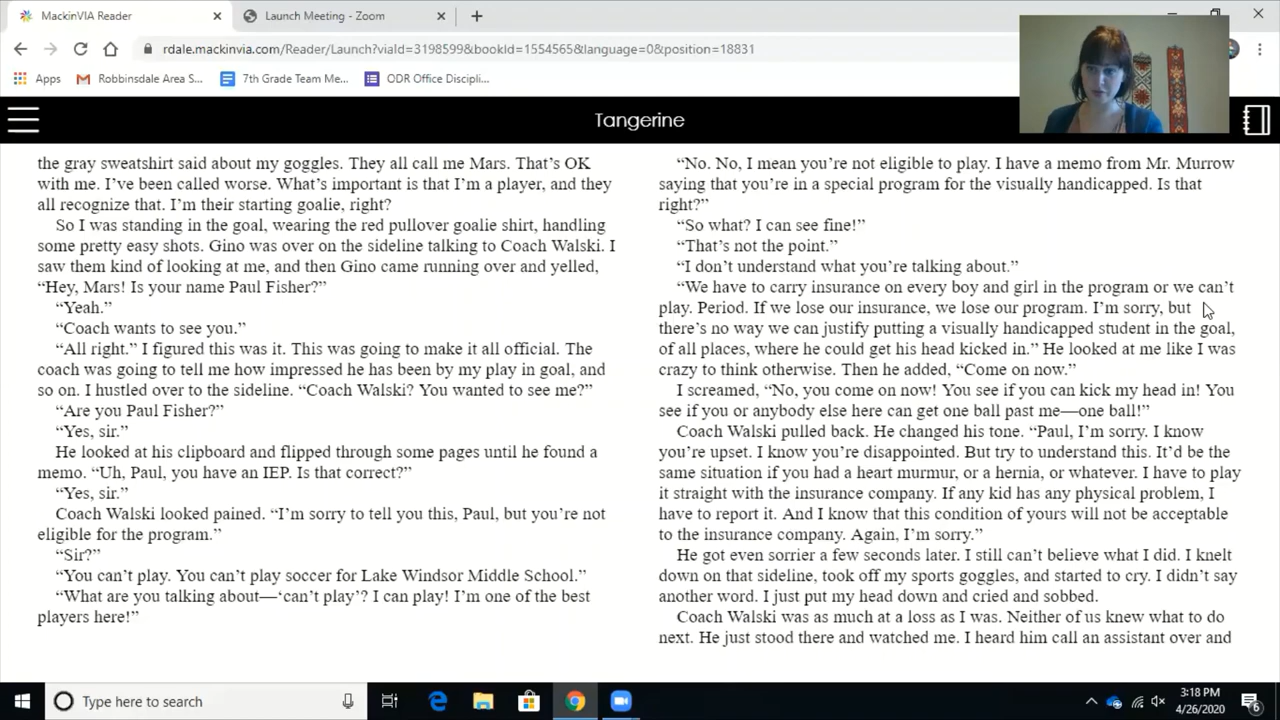 MackinVIA Reader
Launch Meeting - Zoom
rdale.mackinvia.com/Reader/Launch?viaId=3198599&bookId=1554565&language=0&position=18831
Apps
Robbinsdale Area S...
7th Grade Team Me...
ODR Office Discipli...
Tangerine
the gray sweatshirt said about my goggles. They all call me Mars. That's OK
with me. I've been called worse. What's important is that I'm a player, and they
all recognize that. I'm their starting goalie, right?
So I was standing in the goal, wearing the red pullover goalie shirt, handling
some pretty easy shots. Gino was over on the sideline talking to Coach Walski. I
saw them kind of looking at me, and then Gino came running over and yelled,
“Hey, Mars! Is your name Paul Fisher?”
“Yeah.”
“Coach wants to see you.”
“All right.” I figured this was it. This was going to make it all official. The
coach was going to tell me how impressed he has been by my play in goal, and
so on. I hustled over to the sideline. “Coach Walski? You wanted to see me?”
“Are you Paul Fisher?”
“Yes, sir.”
He looked at his clipboard and flipped through some pages until he found a
memo. “Uh, Paul, you have an IEP. Is that correct?”
“Yes, sir.”
Coach Walski looked pained. “I'm sorry to tell you this, Paul, but you're not
eligible for the program.”
“Sir?”
“You can't play. You can't play soccer for Lake Windsor Middle School.”
“What are you talking about—‘can't play’? I can play! I'm one of the best
players here!”
“No. No, I mean you're not eligible to play. I have a memo from Mr. Murrow
saying that you're in a special program for the visually handicapped. Is that
right?”
“So what? I can see fine!”
“That's not the point.”
“I don't understand what you're talking about.”
“We have to carry insurance on every boy and girl in the program or we can't
play. Period. If we lose our insurance, we lose our program. I'm sorry, but
there's no way we can justify putting a visually handicapped student in the goal,
of all places, where he could get his head kicked in.” He looked at me like I was
crazy to think otherwise. Then he added, “Come on now.”
I screamed, “No, you come on now! You see if you can kick my head in! You
see if you or anybody else here can get one ball past me—one ball!”
Coach Walski pulled back. He changed his tone. “Paul, I'm sorry. I know
you're upset. I know you're disappointed. But try to understand this. It'd be the
same situation if you had a heart murmur, or a hernia, or whatever. I have to play
it straight with the insurance company. If any kid has any physical problem, I
have to report it. And I know that this condition of yours will not be acceptable
to the insurance company. Again, I'm sorry.”
He got even sorrier a few seconds later. I still can't believe what I did. I knelt
down on that sideline, took off my sports goggles, and started to cry. I didn't say
another word. I just put my head down and cried and sobbed.
Coach Walski was as much at a loss as I was. Neither of us knew what to do
next. He just stood there and watched me. I heard him call an assistant over and
Type here to search
3:18 PM
4/26/2020
6